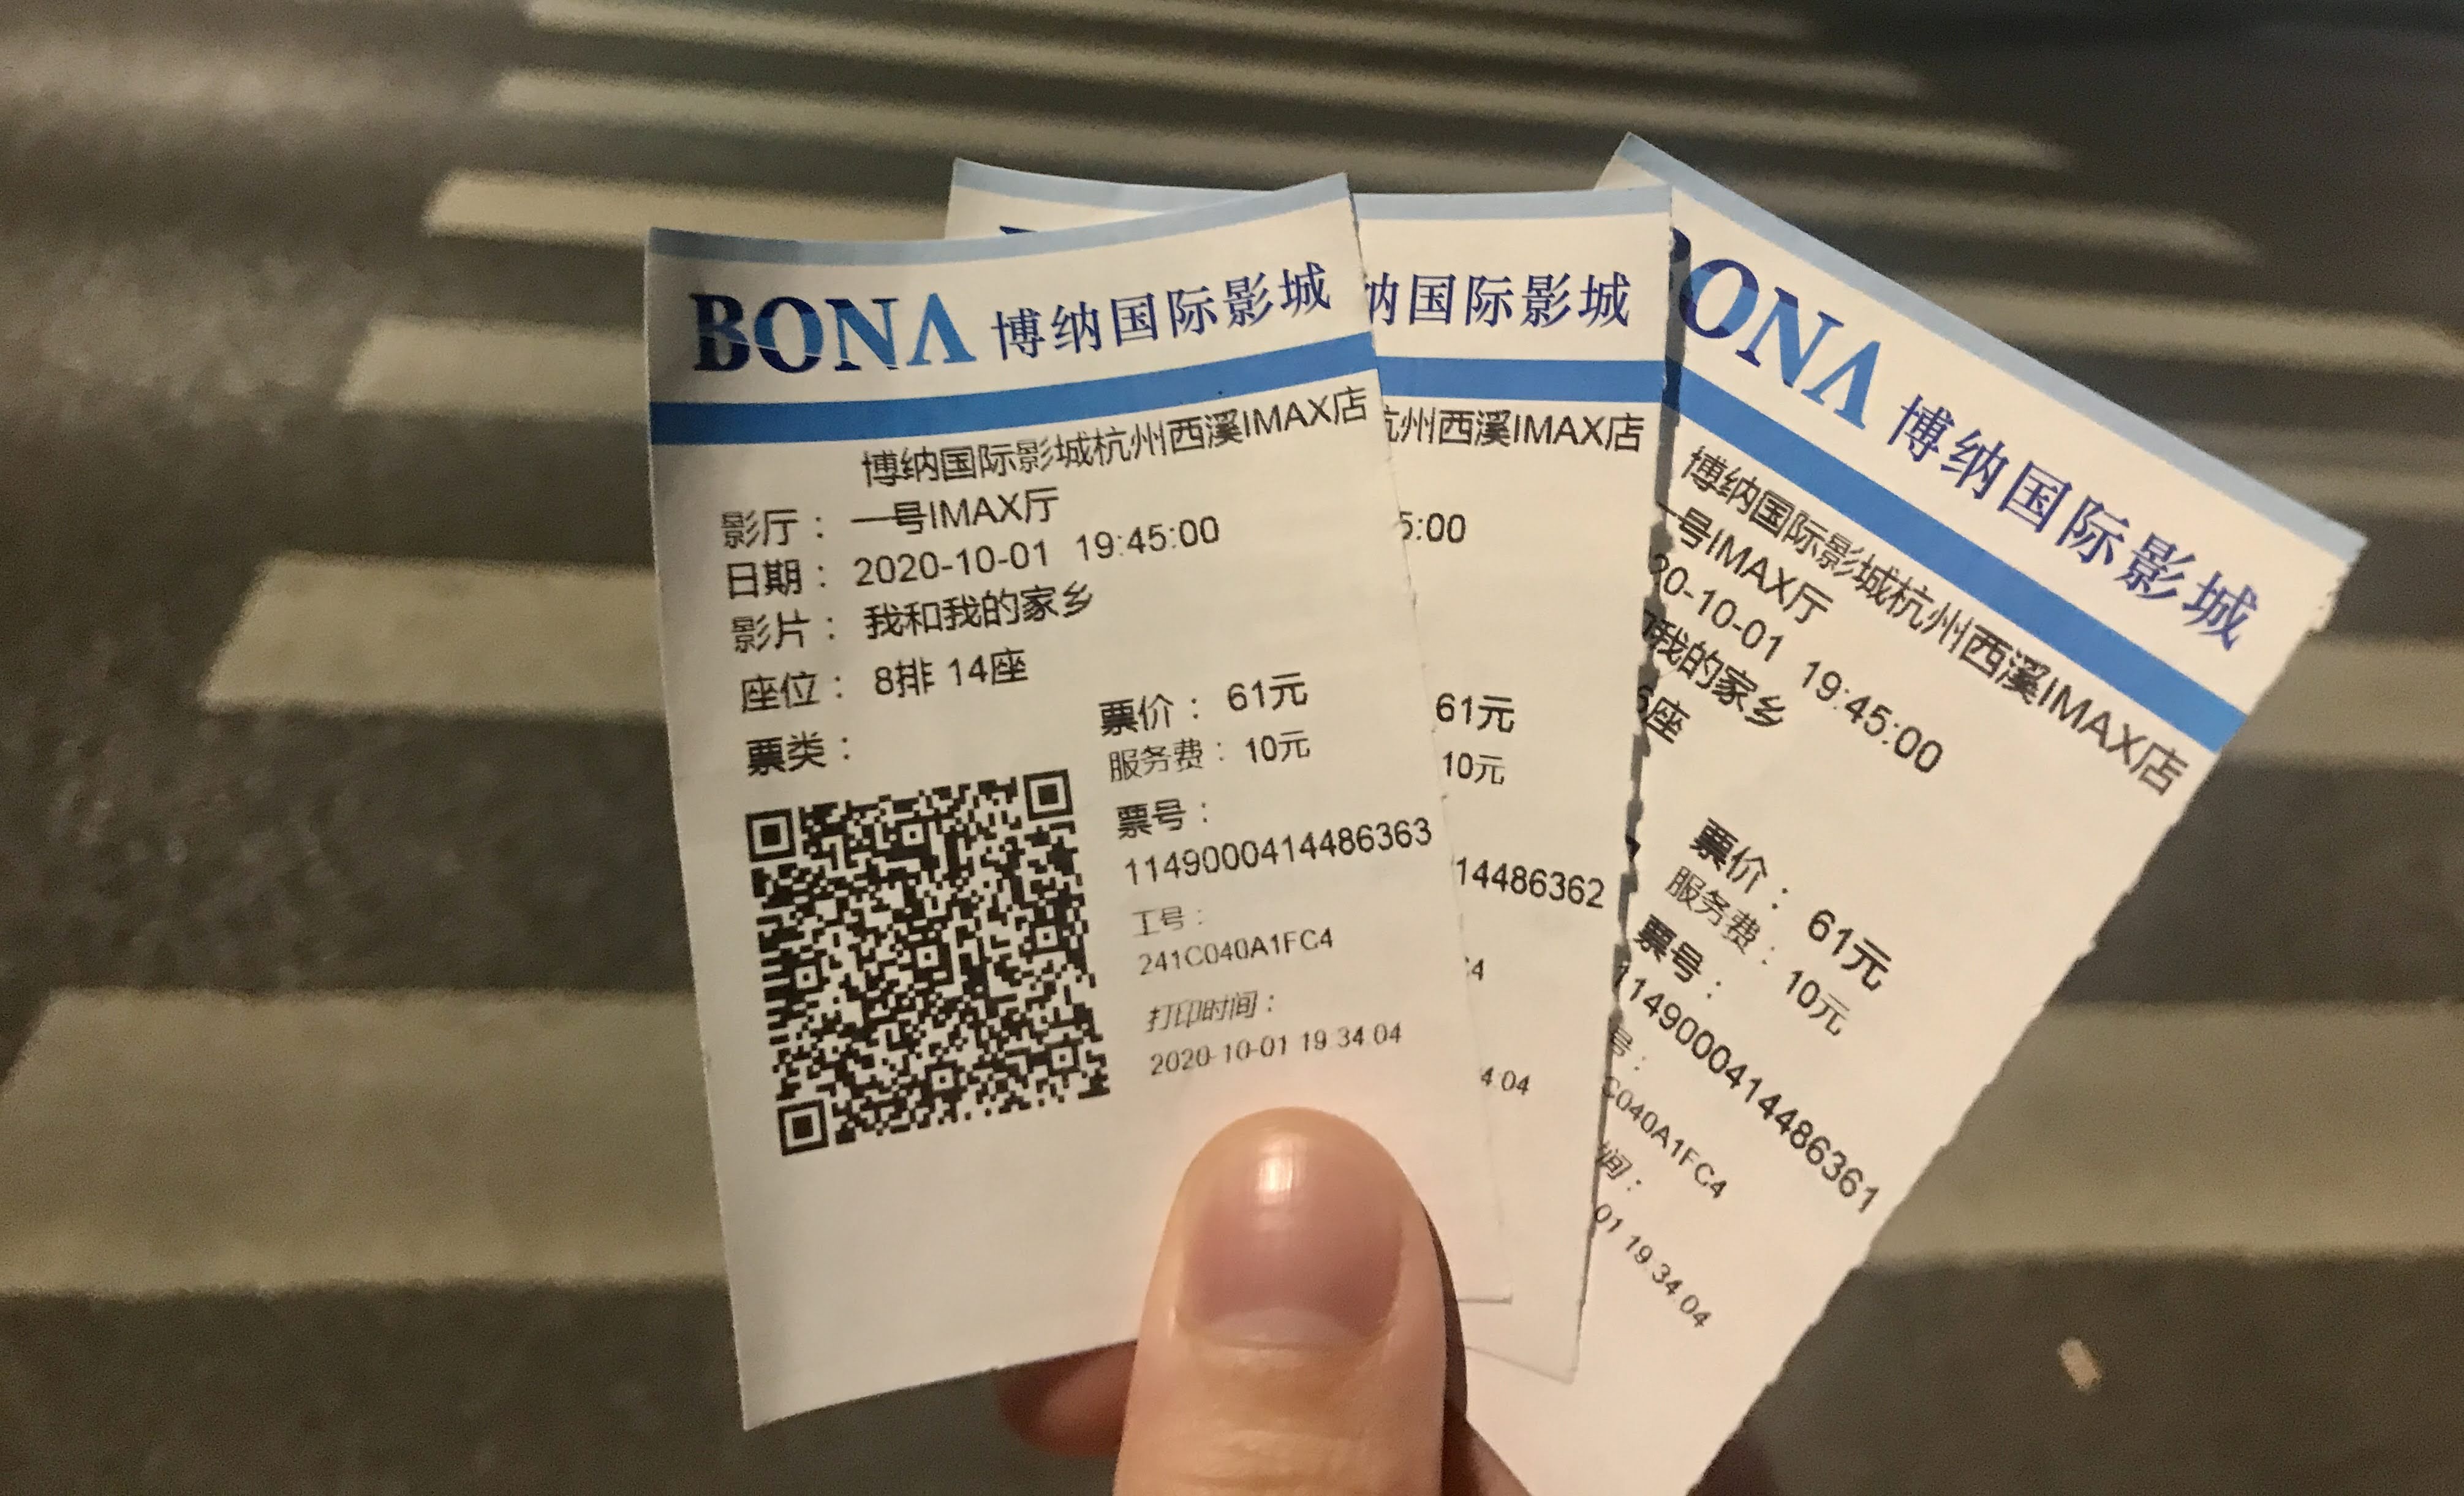 BONA 博纳国际影城
博纳国际影城杭州西溪IMAX店
影厅： 一号IMAX厅
日期： 2020-10-01 19:45:00
影片： 我和我的家乡
座位： 8排 14座
票类：
票价： 61元
服务费： 10元
票号：
1149000414486363
工号：
241C040A1FC4
打印时间：
2020-10-01 19:34:04
纳国际影城
州西溪IMAX店
5:00
61元
10元
14486362
C4
4:04
ONA 博纳国际影城
博纳国际影城杭州西溪IMAX店
一号IMAX厅
20-10-01 19:45:00
我的家乡
座
票价： 61元
服务费： 10元
票号：
1149000414486361
号：
C040A1FC4
间：
01 19:34:04